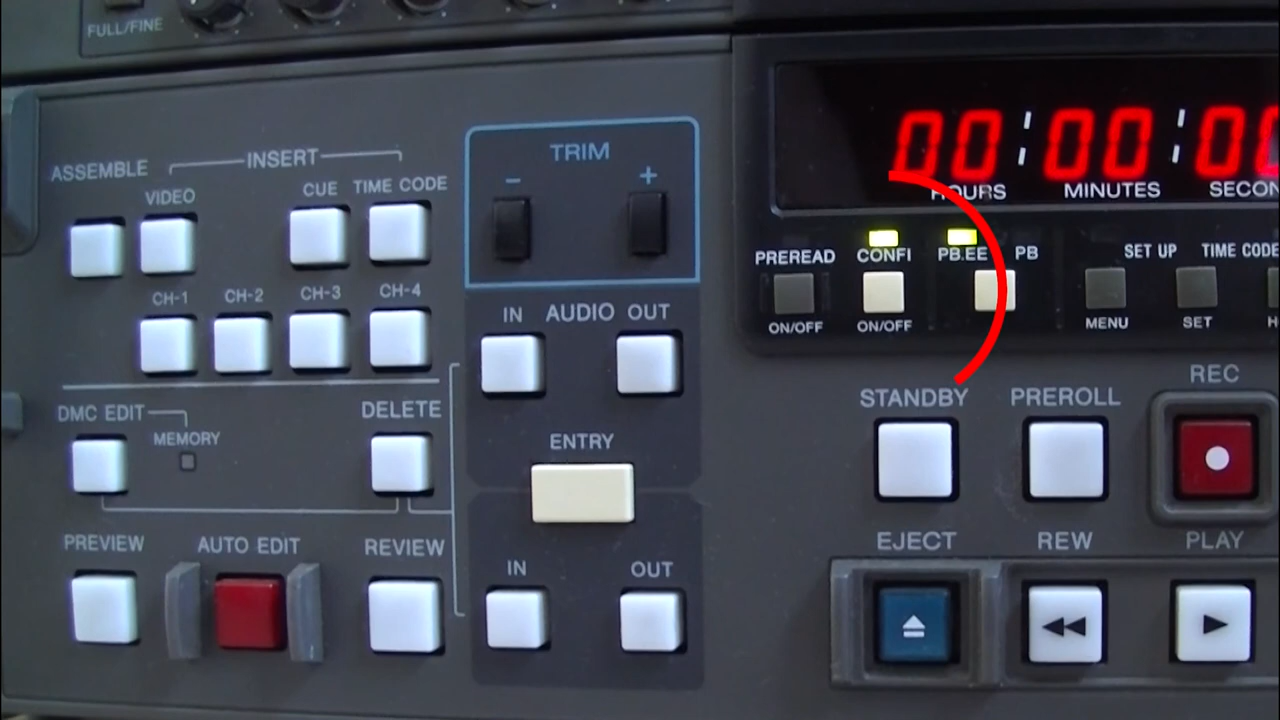 FULL/FINE
ASSEMBLE
INSERT
VIDEO
CUE
TIME CODE
CH-1
CH-2
CH-3
CH-4
DMC EDIT
MEMORY
DELETE
PREVIEW
AUTO EDIT
REVIEW
TRIM
- +
IN AUDIO OUT
ENTRY
IN OUT
00:00:00
HOURS MINUTES SECON
PREREAD CONFI PB.EE PB SET UP TIME CODE
ON/OFF ON/OFF MENU SET
STANDBY PREROLL REC
EJECT REW PLAY